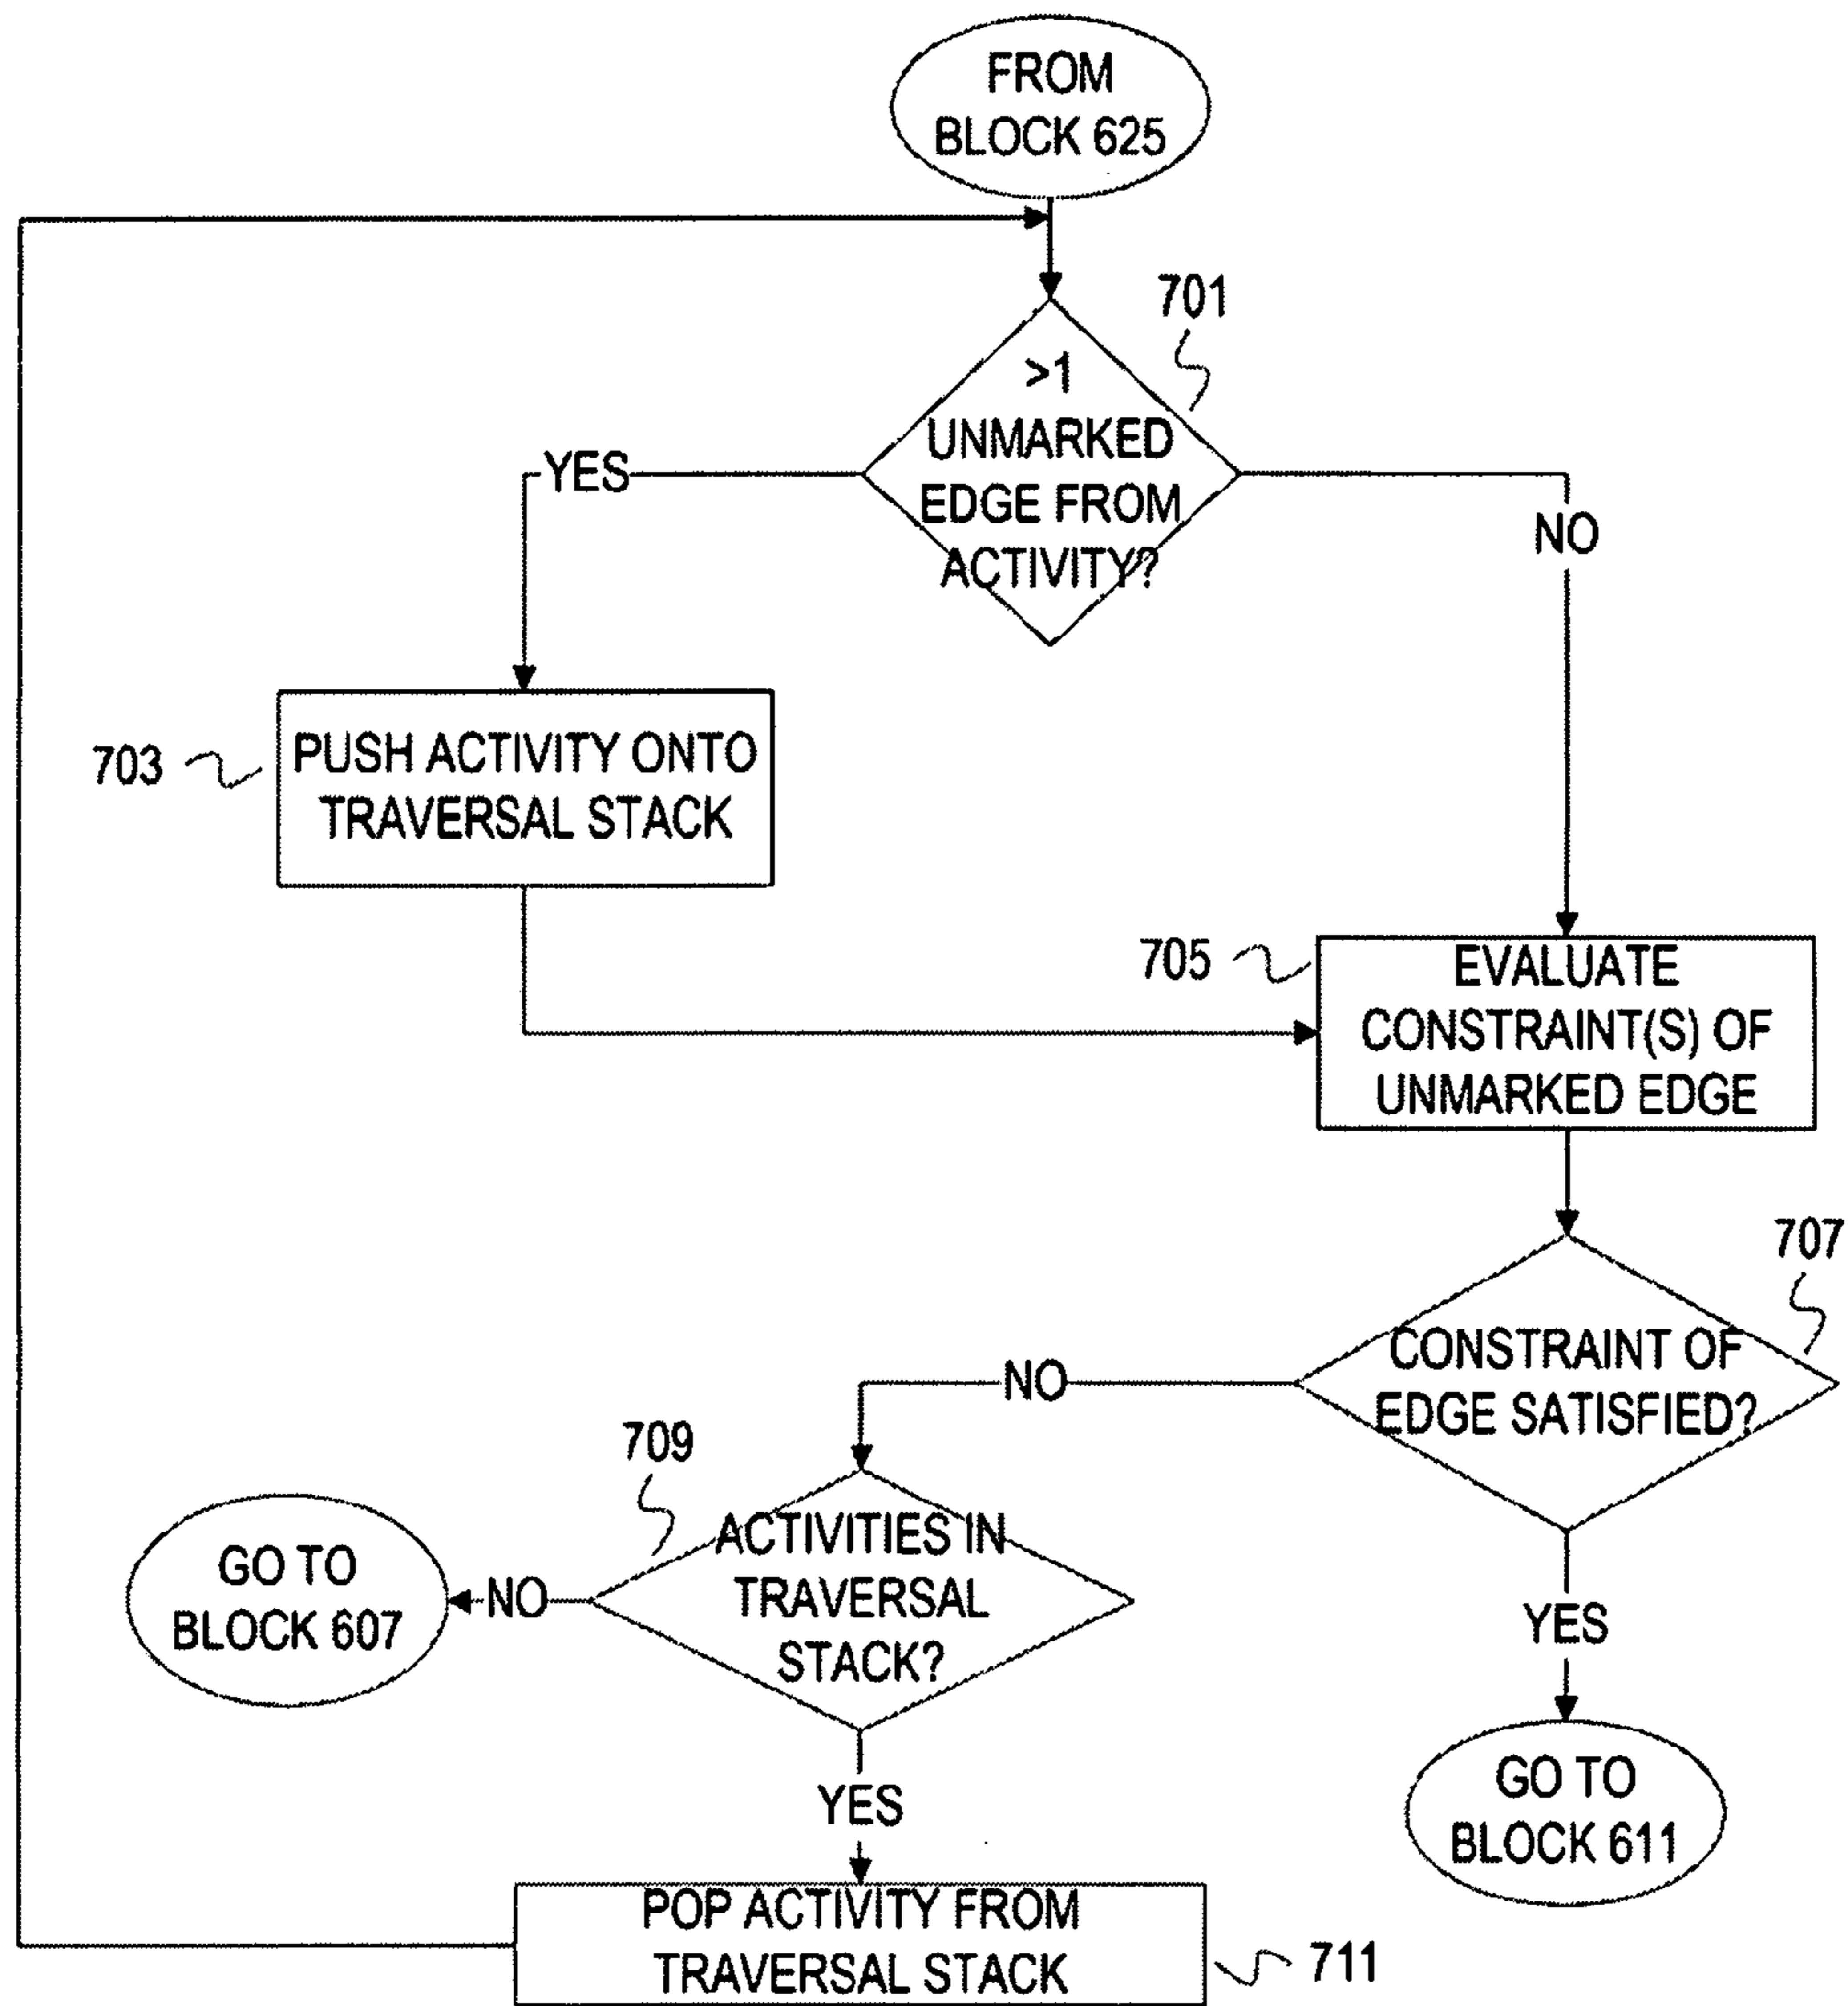 FROM
BLOCK 625
701
>1
UNMARKED
EDGE FROM
ACTIVITY?
YES
NO
703
PUSH ACTIVITY ONTO
TRAVERSAL STACK
705
EVALUATE
CONSTRAINT(S) OF
UNMARKED EDGE
707
CONSTRAINT OF
EDGE SATISFIED?
NO
YES
709
ACTIVITIES IN
TRAVERSAL
STACK?
NO
GO TO
BLOCK 607
YES
GO TO
BLOCK 611
POP ACTIVITY FROM
TRAVERSAL STACK
711